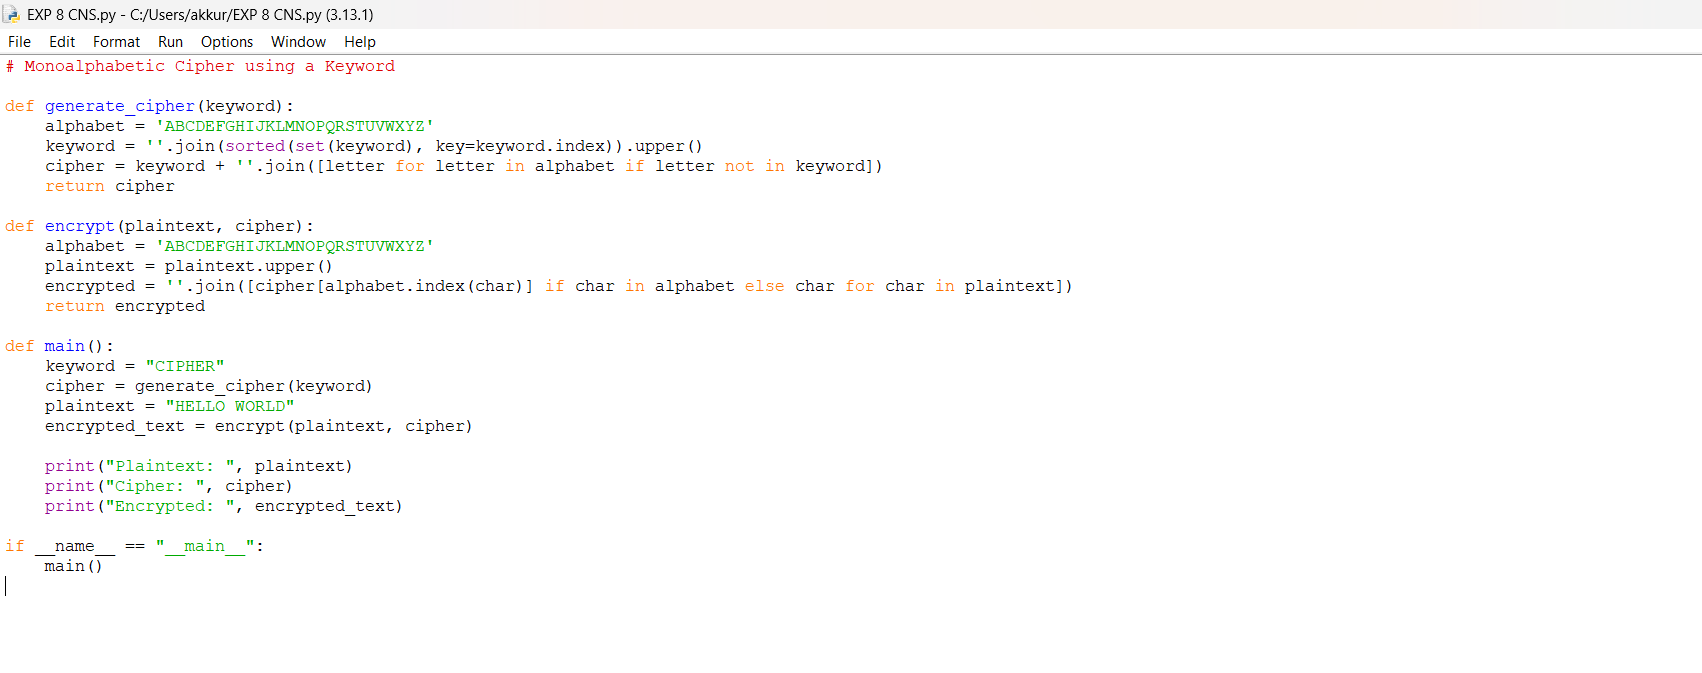 EXP 8 CNS.py - C:/Users/akkur/EXP 8 CNS.py (3.13.1)
File Edit Format Run Options Window Help
# Monoalphabetic Cipher using a Keyword

def generate_cipher(keyword):
    alphabet = 'ABCDEFGHIJKLMNOPQRSTUVWXYZ'
    keyword = ''.join(sorted(set(keyword), key=keyword.index)).upper()
    cipher = keyword + ''.join([letter for letter in alphabet if letter not in keyword])
    return cipher

def encrypt(plaintext, cipher):
    alphabet = 'ABCDEFGHIJKLMNOPQRSTUVWXYZ'
    plaintext = plaintext.upper()
    encrypted = ''.join([cipher[alphabet.index(char)] if char in alphabet else char for char in plaintext])
    return encrypted

def main():
    keyword = "CIPHER"
    cipher = generate_cipher(keyword)
    plaintext = "HELLO WORLD"
    encrypted_text = encrypt(plaintext, cipher)

    print("Plaintext: ", plaintext)
    print("Cipher: ", cipher)
    print("Encrypted: ", encrypted_text)

if __name__ == "__main__":
    main()